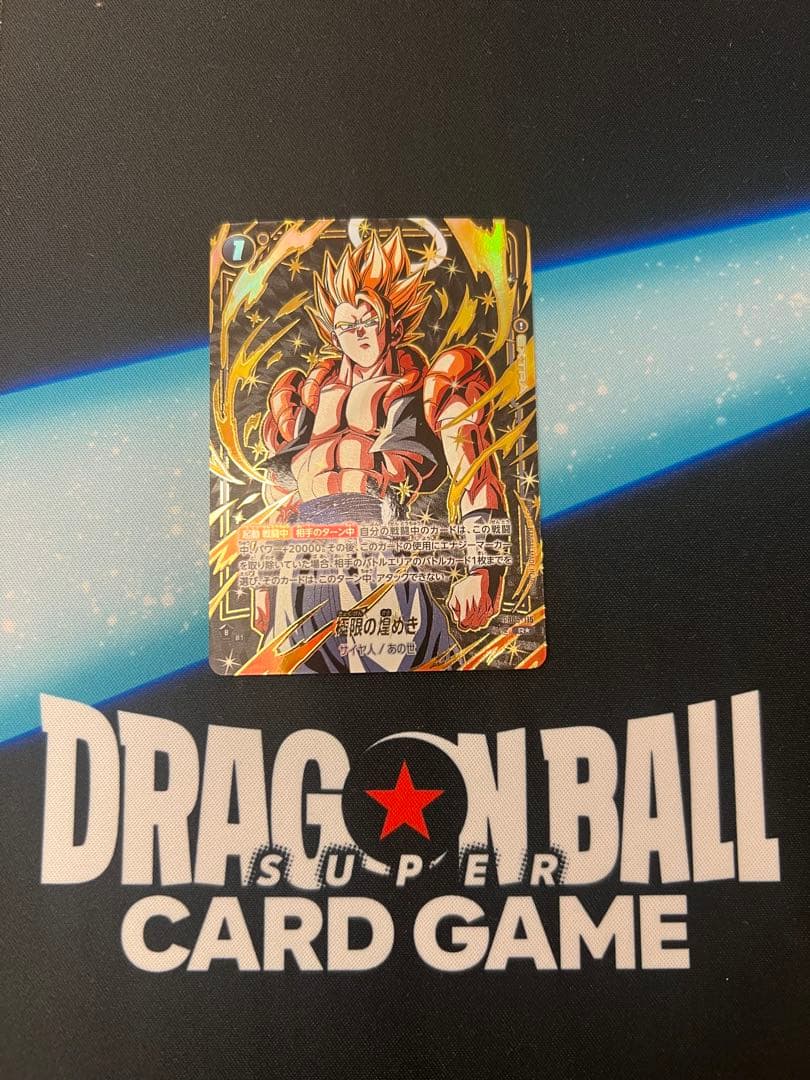 1
起動 戦闘中 相手のターン中 自分の戦闘中のカードは、この戦闘
中、パワー+20000。その後、このカードの使用にエナジーマーカー
を取り除いていた場合、相手のバトルエリアのバトルカード1枚までを
選び、そのカードは、このターン中、アタックできない。
極限の煌めき
サイヤ人 / あの世
R★
DRAGON BALL
SUPER
CARD GAME